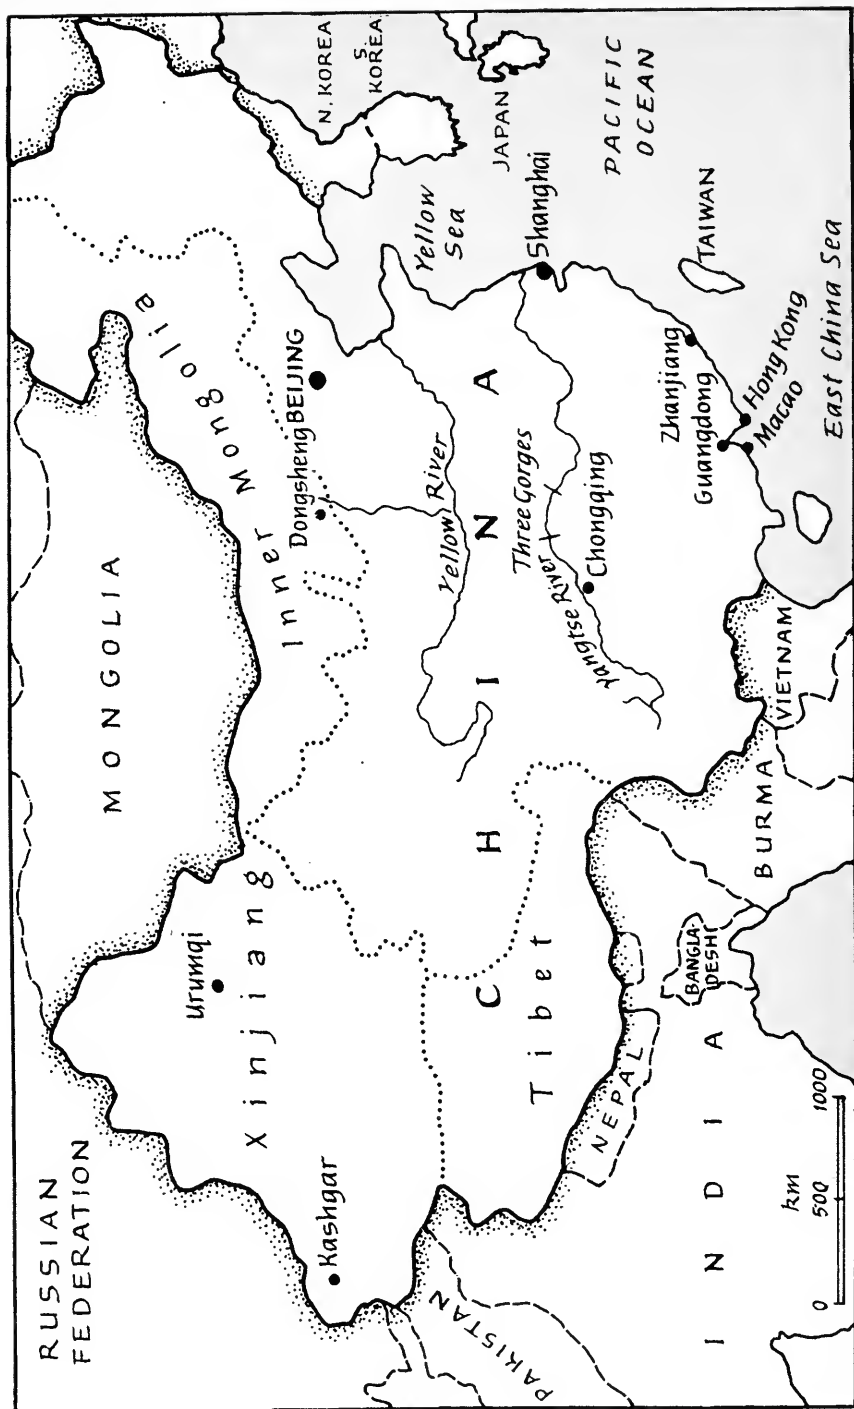 RUSSIAN
FEDERATION
MONGOLIA
Inner Mongolia
N. KOREA
S.
KOREA
JAPAN
PACIFIC
OCEAN
Yellow
Sea
Urumqi
Xinjiang
Kashgar
Dongsheng
BEIJING
Yellow River
CHINA
Three Gorges
Yangtse River
Chongqing
Shanghai
Tibet
PAKISTAN
NEPAL
INDIA
BANGLA-
DESH
BURMA
VIETNAM
Zhanjiang
Guangdong
Hong Kong
Macao
TAIWAN
East China Sea
km
0 500 1000